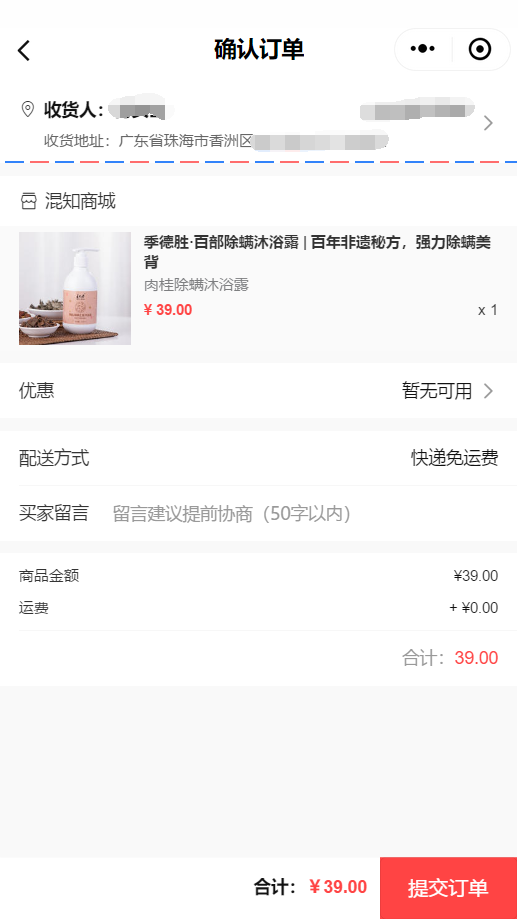 确认订单
收货人：
收货地址：广东省珠海市香洲区
混知商城
季德胜·百部除螨沐浴露 | 百年非遗秘方，强力除螨美
背
肉桂除螨沐浴露
¥ 39.00 x 1
优惠 暂无可用
配送方式 快递免运费
买家留言 留言建议提前协商（50字以内）
商品金额 ¥39.00
运费 + ¥0.00
合计：39.00
合计：¥39.00 提交订单